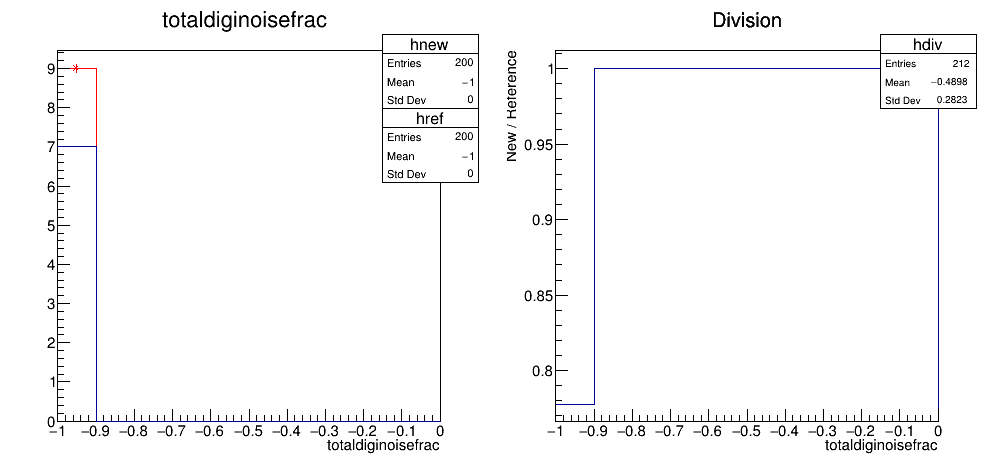 totaldiginoisefrac
hnew
Entries 200
Mean −1
Std Dev 0
href
Entries 200
Mean −1
Std Dev 0
9
8
7
6
5
4
3
2
1
0
−1 −0.9 −0.8 −0.7 −0.6 −0.5 −0.4 −0.3 −0.2 −0.1 0
totaldiginoisefrac
Division
hdiv
Entries 212
Mean −0.4898
Std Dev 0.2823
New / Reference
1
0.95
0.9
0.85
0.8
−1 −0.9 −0.8 −0.7 −0.6 −0.5 −0.4 −0.3 −0.2 −0.1 0
totaldiginoisefrac